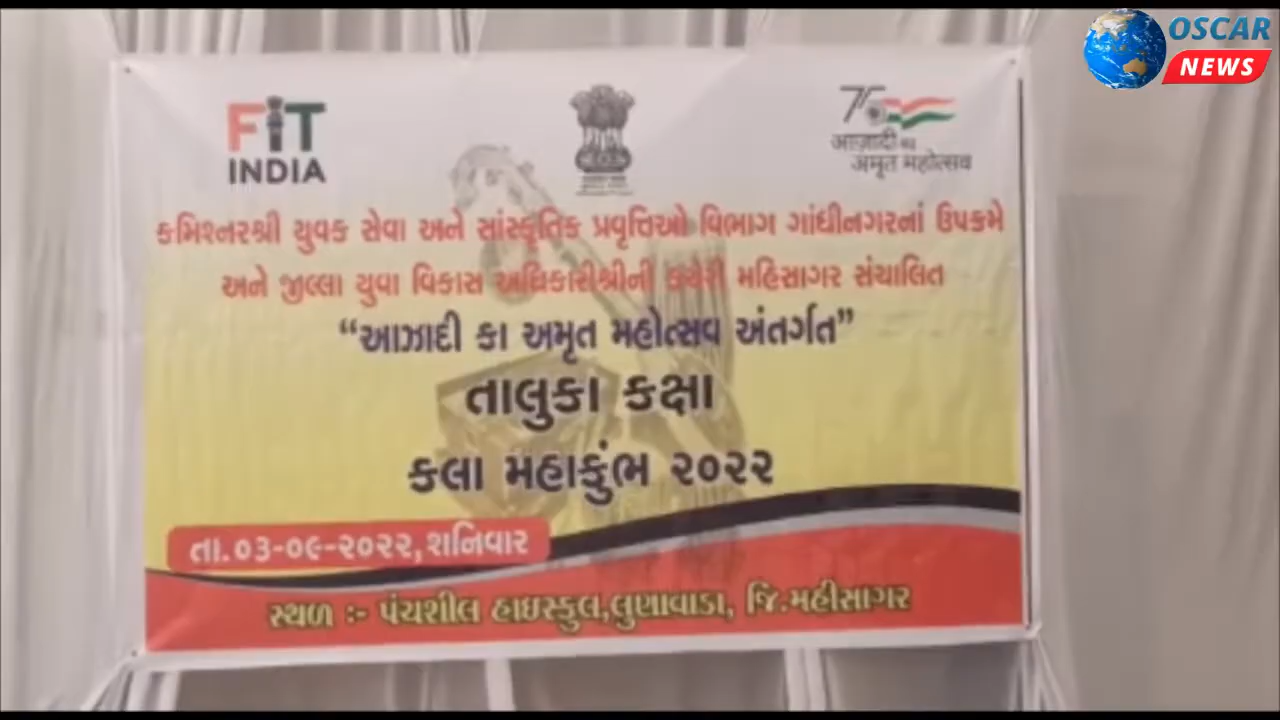 OSCAR
NEWS
FiT
INDIA
75
आज़ादी का
अमृत महोत्सव
કમિશ્નરશ્રી યુવક સેવા અને સાંસ્કૃતિક પ્રવૃત્તિઓ વિભાગ ગાંધીનગરનાં ઉપક્રમે
અને જીલ્લા યુવા વિકાસ અધિકારીશ્રીની કચેરી મહિસાગર સંચાલિત
“આઝાદી કા અમૃત મહોત્સવ અંતર્ગત”
તાલુકા કક્ષા
કલા મહાકુંભ ૨૦૨૨
તા.૦૩-૦૯-૨૦૨૨,શનિવાર
સ્થળ :- પંચશીલ હાઇસ્કુલ,લુણાવાડા, જિ.મહીસાગર